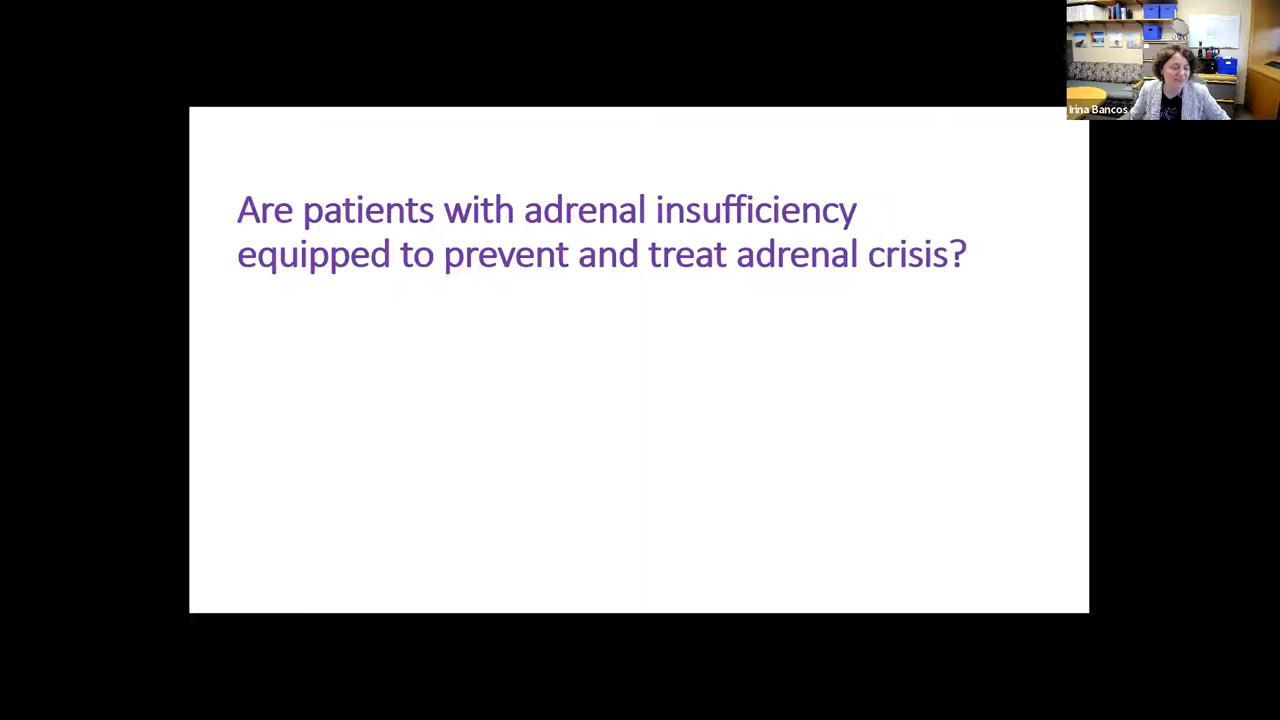 Irina Bancos
Are patients with adrenal insufficiency
equipped to prevent and treat adrenal crisis?